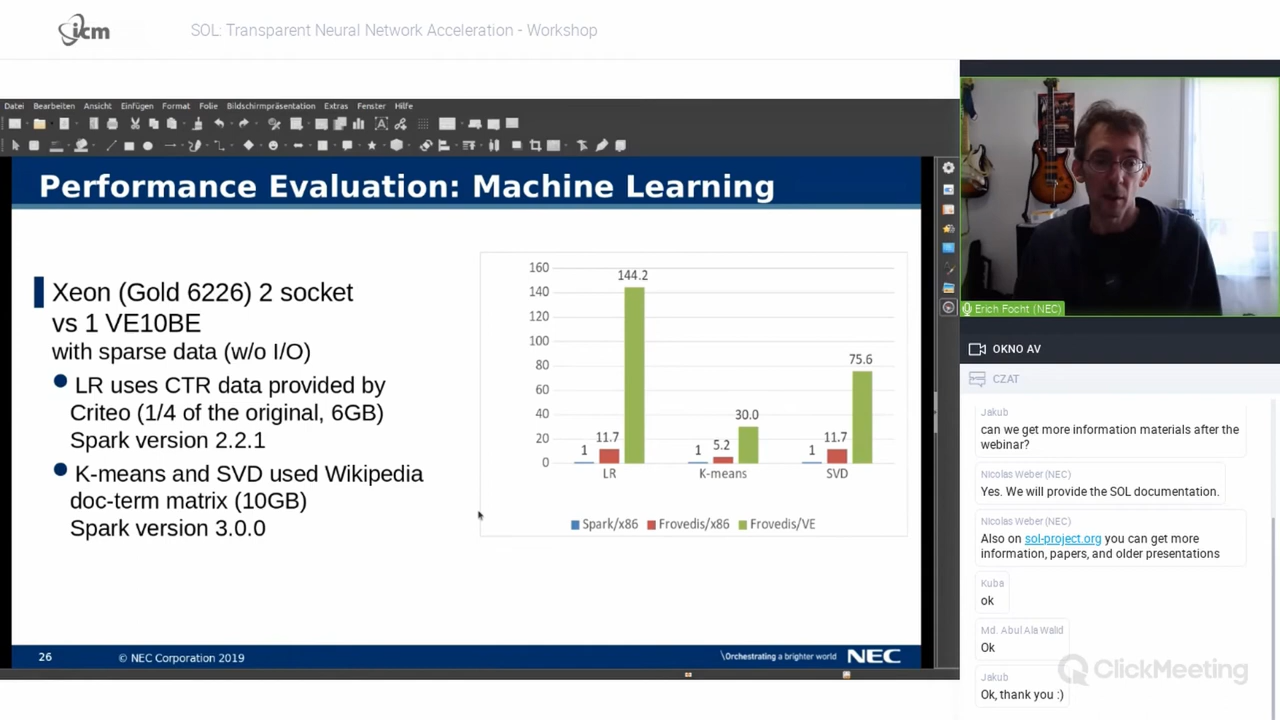 icm
SOL: Transparent Neural Network Acceleration - Workshop
Datei Bearbeiten Ansicht Einfügen Format Folie Bildschirmpräsentation Extras Fenster Hilfe
Performance Evaluation: Machine Learning
Xeon (Gold 6226) 2 socket
vs 1 VE10BE
with sparse data (w/o I/O)
LR uses CTR data provided by
Criteo (1/4 of the original, 6GB)
Spark version 2.2.1
K-means and SVD used Wikipedia
doc-term matrix (10GB)
Spark version 3.0.0
160
140
120
100
80
60
40
20
0
1 11.7 144.2
1 5.2 30.0
1 11.7 75.6
LR K-means SVD
Spark/x86 Frovedis/x86 Frovedis/VE
26 © NEC Corporation 2019 \Orchestrating a brighter world NEC
Erich Focht (NEC)
OKNO AV
CZAT
Jakub
can we get more information materials after the
webinar?
Nicolas Weber (NEC)
Yes. We will provide the SOL documentation.
Nicolas Weber (NEC)
Also on sol-project.org you can get more
information, papers, and older presentations
Kuba
ok
Md. Abul Ala Walid
Ok
Jakub
Ok, thank you :)
ClickMeeting